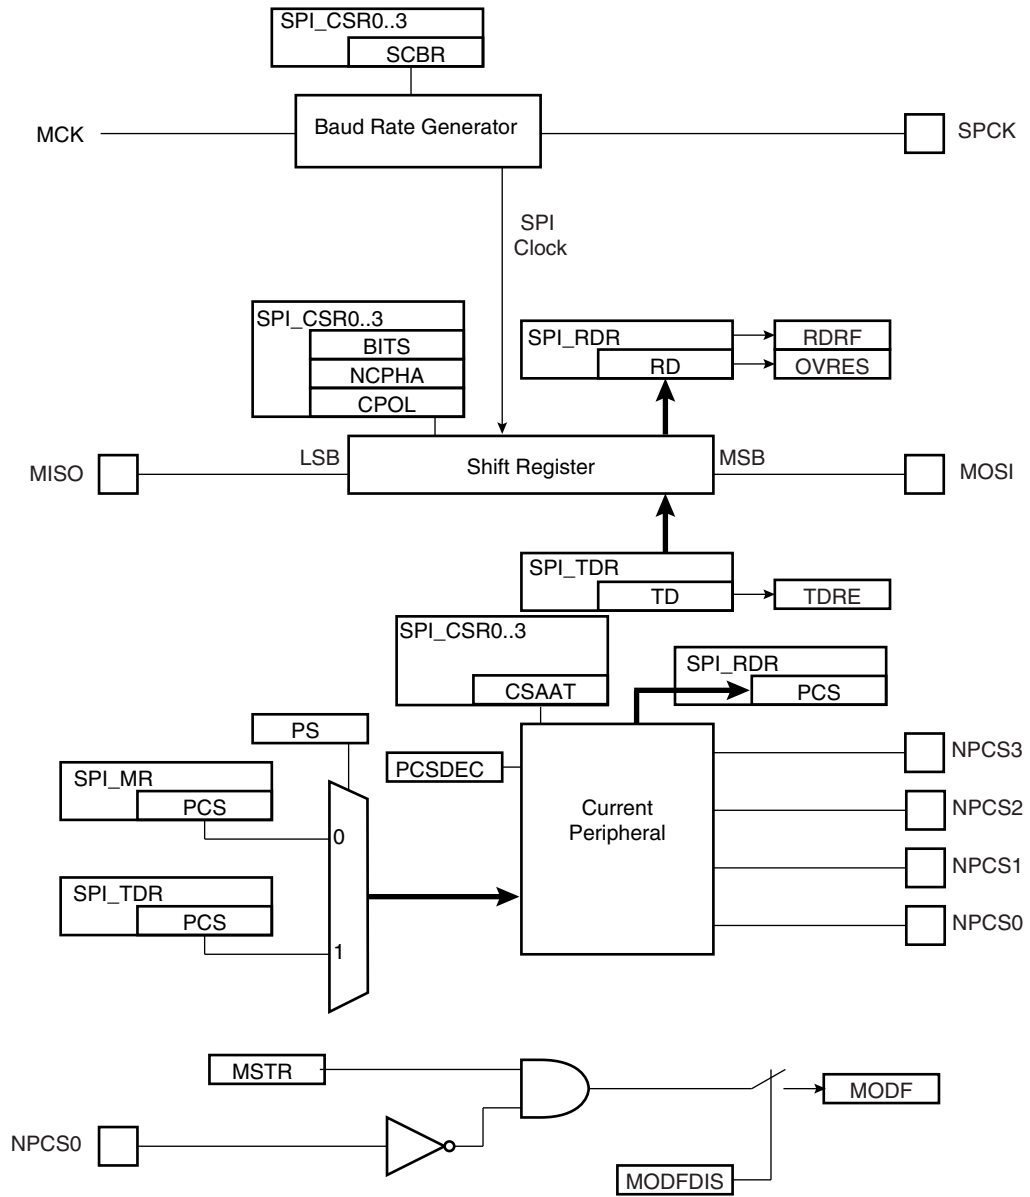 SPI_CSR0..3
SCBR
MCK
Baud Rate Generator
SPCK
SPI
Clock
SPI_CSR0..3
BITS
NCPHA
CPOL
SPI_RDR
RD
RDRF
OVRES
MISO
LSB
Shift Register
MSB
MOSI
SPI_TDR
TD
TDRE
SPI_CSR0..3
CSAAT
SPI_RDR
PCS
PS
PCSDEC
SPI_MR
PCS
0
Current
Peripheral
NPCS3
NPCS2
NPCS1
NPCS0
SPI_TDR
PCS
1
MSTR
MODF
NPCS0
MODFDIS